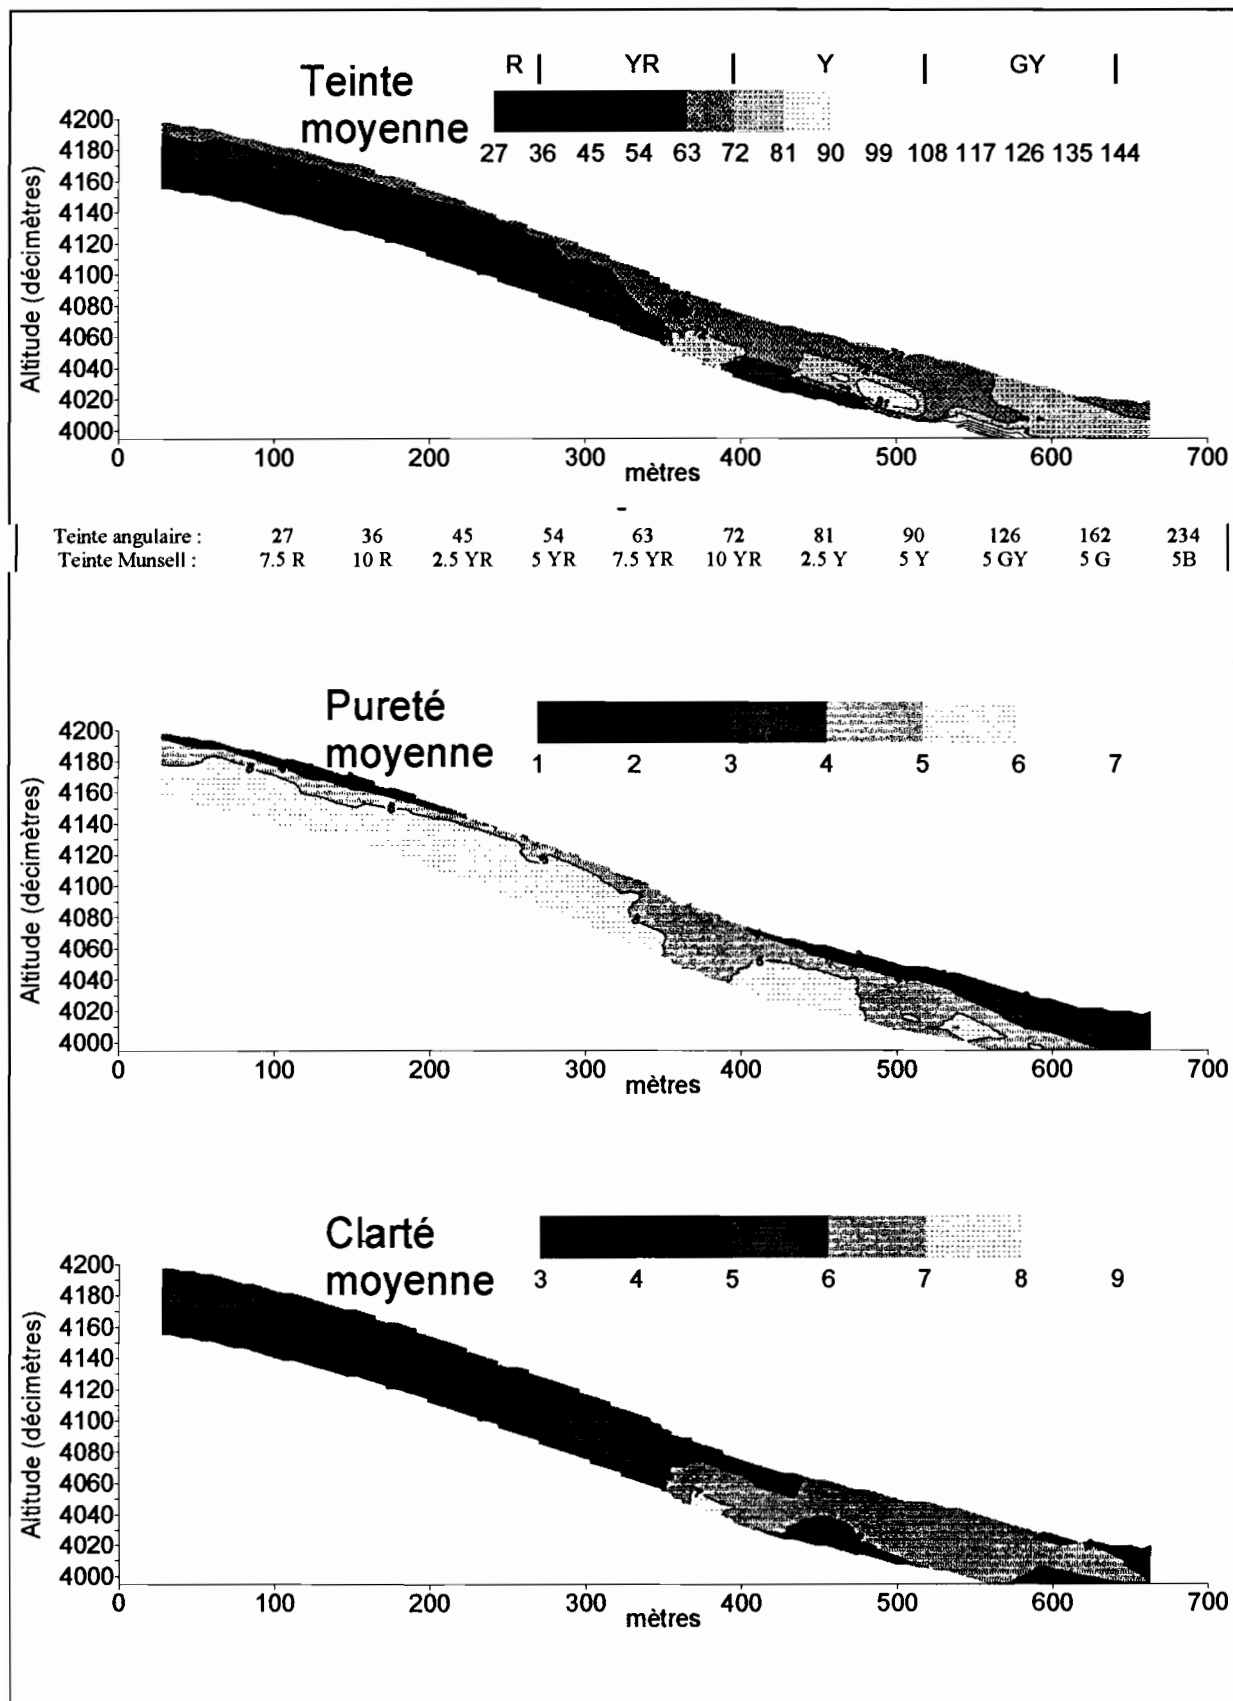 R | YR | Y | GY |
Teinte
moyenne
27 36 45 54 63 72 81 90 99 108 117 126 135 144
Altitude (décimètres)
4200
4180
4160
4140
4120
4100
4080
4060
4040
4020
4000
0 100 200 300 400 500 600 700
mètres
Teinte angulaire : 27 36 45 54 63 72 81 90 126 162 234
Teinte Munsell : 7.5 R 10 R 2.5 YR 5 YR 7.5 YR 10 YR 2.5 Y 5 Y 5 GY 5 G 5B
Pureté
moyenne
1 2 3 4 5 6 7
Altitude (décimètres)
4200
4180
4160
4140
4120
4100
4080
4060
4040
4020
4000
0 100 200 300 400 500 600 700
mètres
Clarté
moyenne
3 4 5 6 7 8 9
Altitude (décimètres)
4200
4180
4160
4140
4120
4100
4080
4060
4040
4020
4000
0 100 200 300 400 500 600 700
mètres